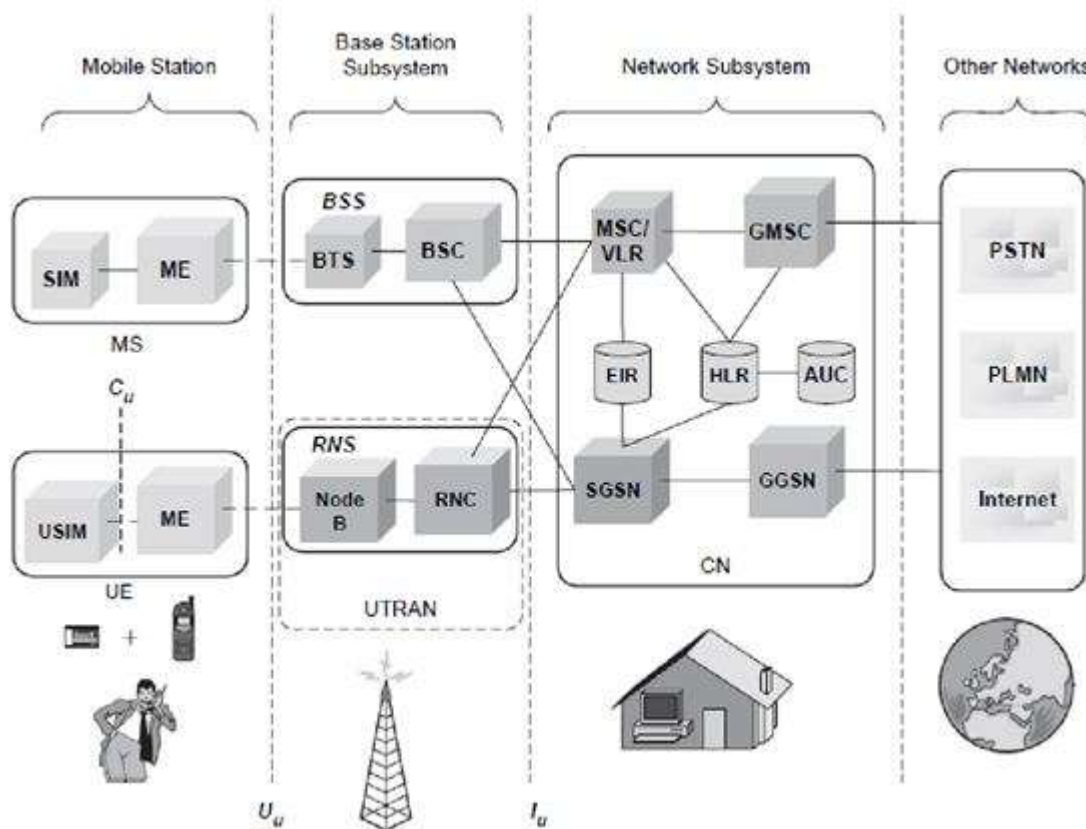 Mobile Station
Base Station
Subsystem
Network Subsystem
Other Networks
BSS
SIM
ME
BTS
BSC
MSC/
VLR
GMSC
PSTN
MS
EIR
HLR
AUC
PLMN
Cu
RNS
USIM
ME
Node
B
RNC
SGSN
GGSN
Internet
UE
UTRAN
CN
+
Uu
Iu